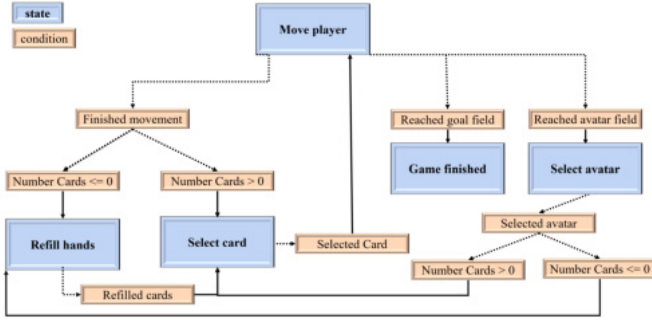 state
condition
Move player
Finished movement
Reached goal field
Reached avatar field
Number Cards <= 0
Number Cards > 0
Game finished
Select avatar
Refill hands
Select card
Selected Card
Selected avatar
Number Cards > 0
Number Cards <= 0
Refilled cards